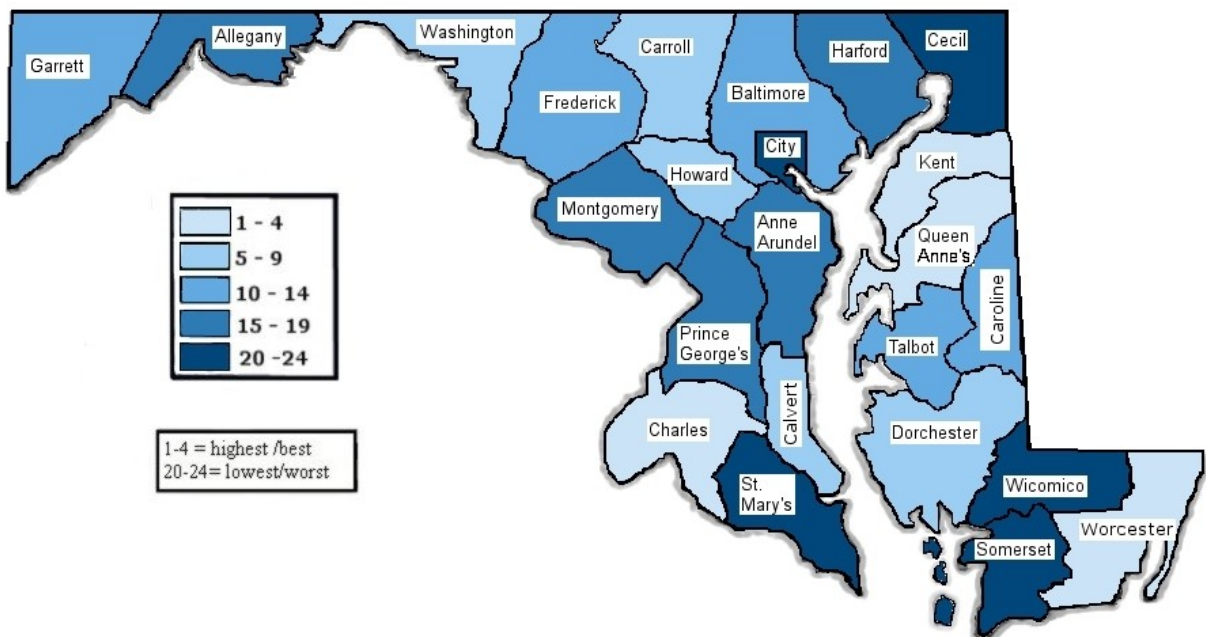 Garrett
Allegany
Washington
Frederick
Carroll
Baltimore
City
Harford
Cecil
Howard
Montgomery
Anne
Arundel
Kent
Queen
Anna's
Caroline
Talbot
Prince
George's
Calvert
Charles
St.
Mary's
Dorchester
Wicomico
Somerset
Worcester
1 - 4
5 - 9
10 - 14
15 - 19
20 -24
1-4 = highest /best
20-24= lowest/worst